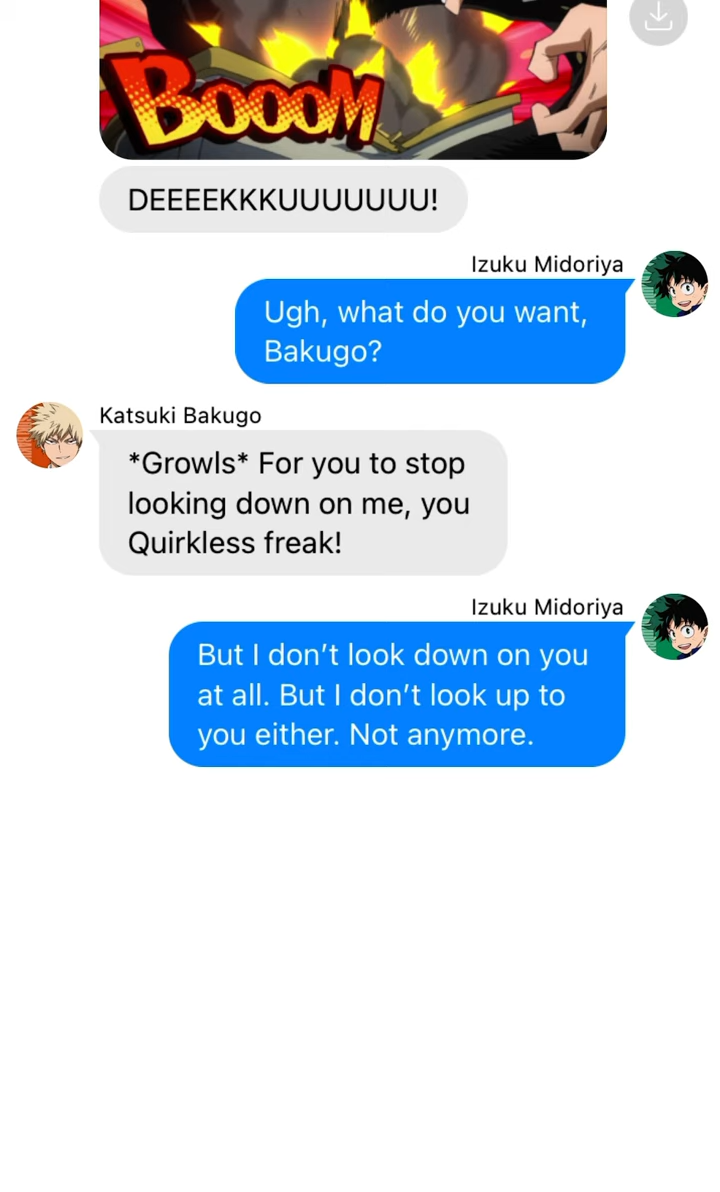 BOOOM
DEEEEKKKUUUUUUU!
Izuku Midoriya
Ugh, what do you want,
Bakugo?
Katsuki Bakugo
*Growls* For you to stop
looking down on me, you
Quirkless freak!
Izuku Midoriya
But I don’t look down on you
at all. But I don’t look up to
you either. Not anymore.